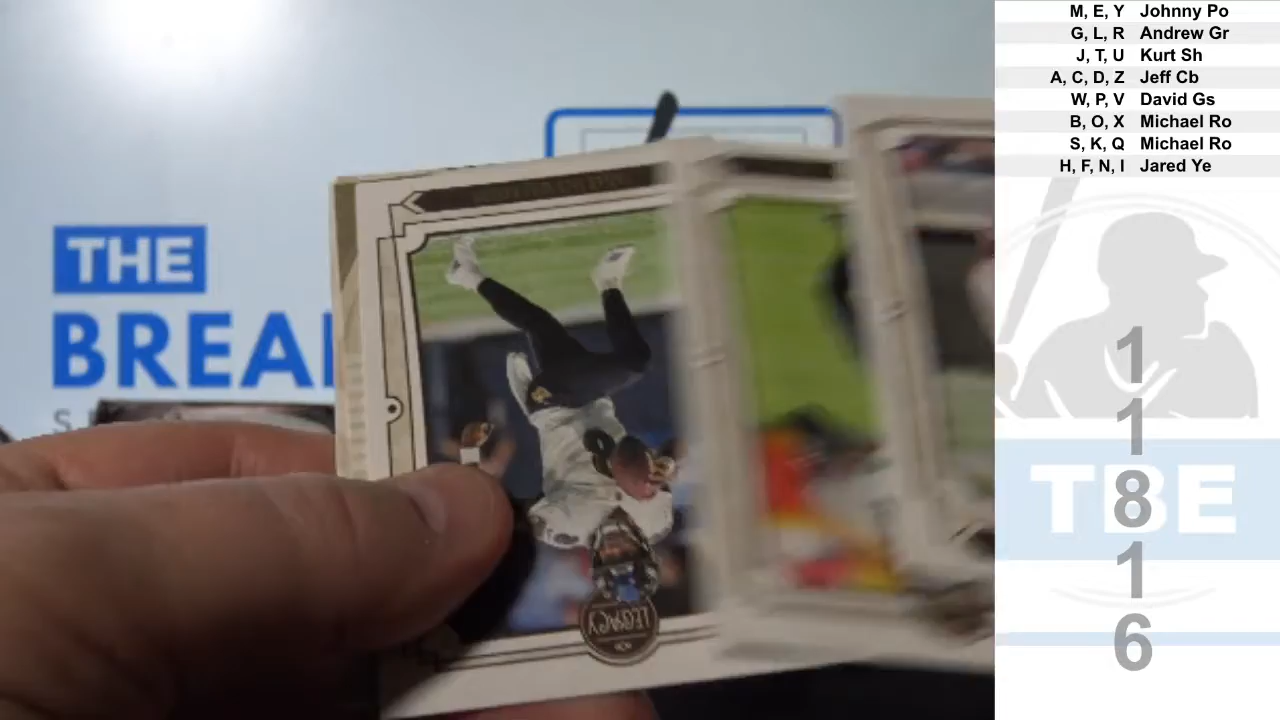 THE
BREA
LEGACY
8
M, E, Y Johnny Po
G, L, R Andrew Gr
J, T, U Kurt Sh
A, C, D, Z Jeff Cb
W, P, V David Gs
B, O, X Michael Ro
S, K, Q Michael Ro
H, F, N, I Jared Ye
TBE
1
1
8
1
6